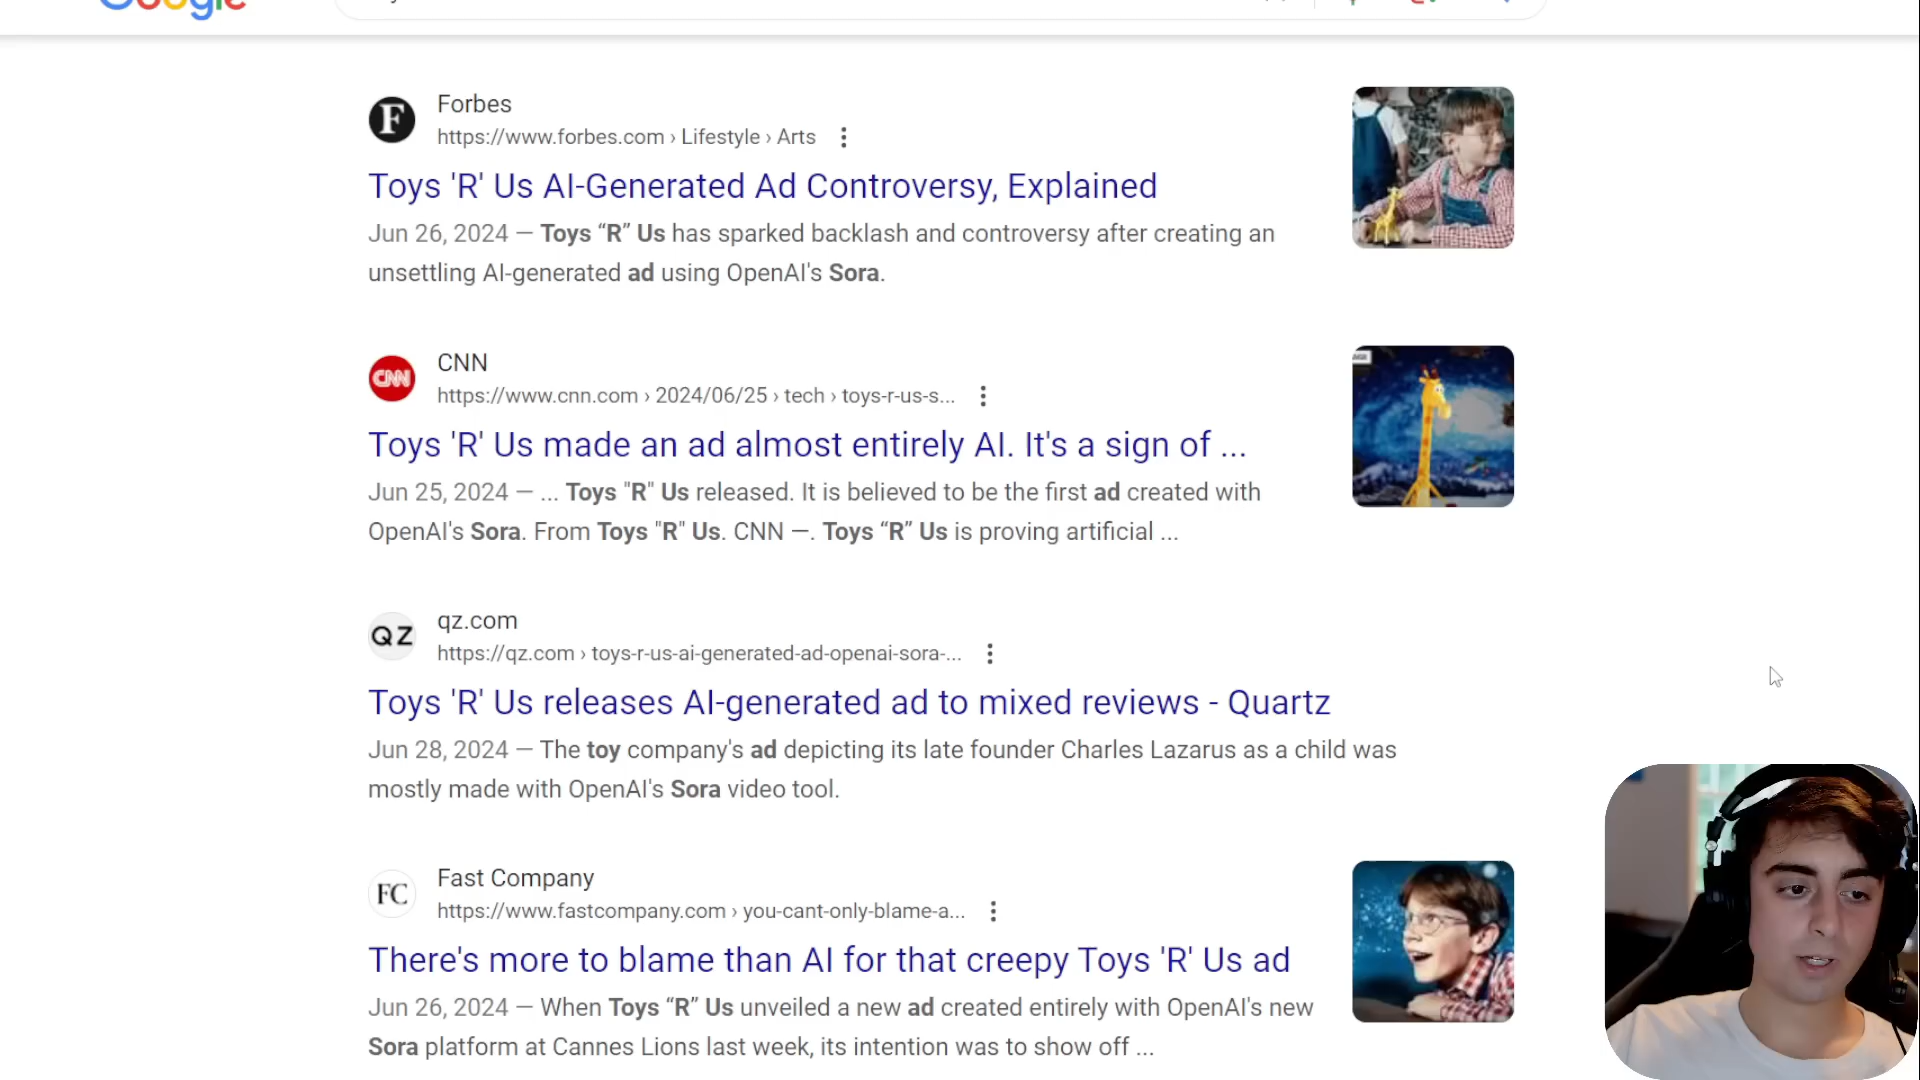 Google
F
Forbes
https://www.forbes.com › Lifestyle › Arts
Toys 'R' Us AI-Generated Ad Controversy, Explained
Jun 26, 2024 — Toys “R” Us has sparked backlash and controversy after creating an
unsettling AI-generated ad using OpenAI's Sora.
CNN
CNN
https://www.cnn.com › 2024/06/25 › tech › toys-r-us-s...
Toys 'R' Us made an ad almost entirely AI. It's a sign of ...
Jun 25, 2024 — ... Toys "R" Us released. It is believed to be the first ad created with
OpenAI's Sora. From Toys "R" Us. CNN —. Toys “R” Us is proving artificial ...
QZ
qz.com
https://qz.com › toys-r-us-ai-generated-ad-openai-sora-...
Toys 'R' Us releases AI-generated ad to mixed reviews - Quartz
Jun 28, 2024 — The toy company's ad depicting its late founder Charles Lazarus as a child was
mostly made with OpenAI's Sora video tool.
FC
Fast Company
https://www.fastcompany.com › you-cant-only-blame-a...
There's more to blame than AI for that creepy Toys 'R' Us ad
Jun 26, 2024 — When Toys “R” Us unveiled a new ad created entirely with OpenAI's new
Sora platform at Cannes Lions last week, its intention was to show off ...